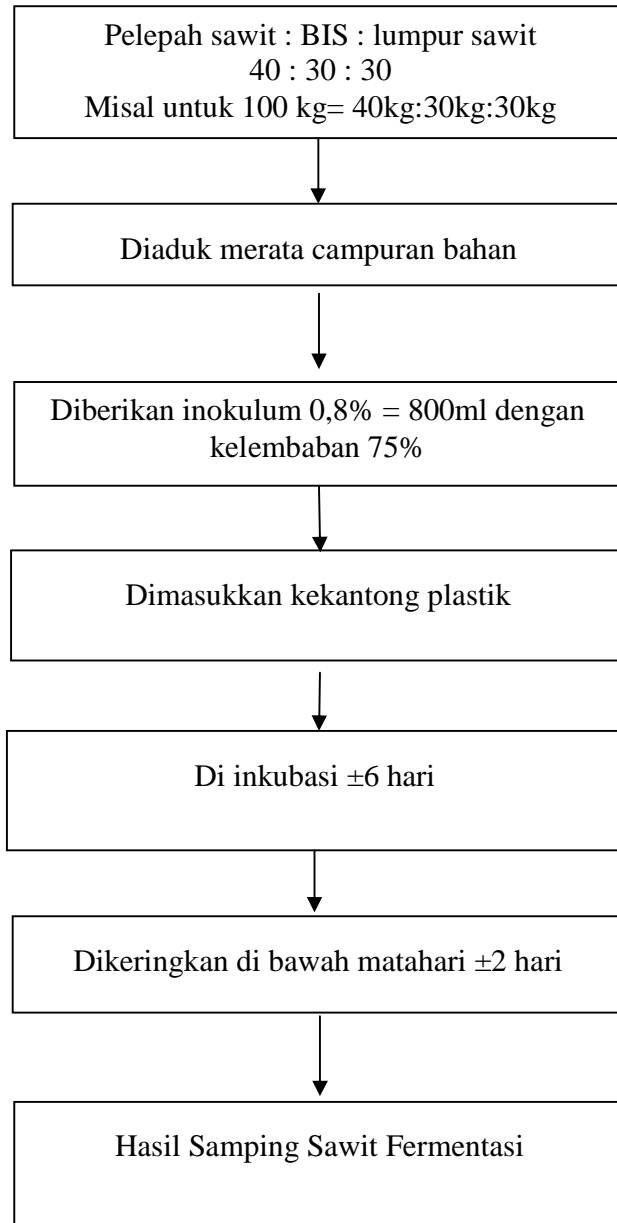 Pelepah sawit : BIS : lumpur sawit
40 : 30 : 30
Misal untuk 100 kg= 40kg:30kg:30kg
Diaduk merata campuran bahan
Diberikan inokulum 0,8% = 800ml dengan
kelembaban 75%
Dimasukkan kekantong plastik
Di inkubasi ±6 hari
Dikeringkan di bawah matahari ±2 hari
Hasil Samping Sawit Fermentasi